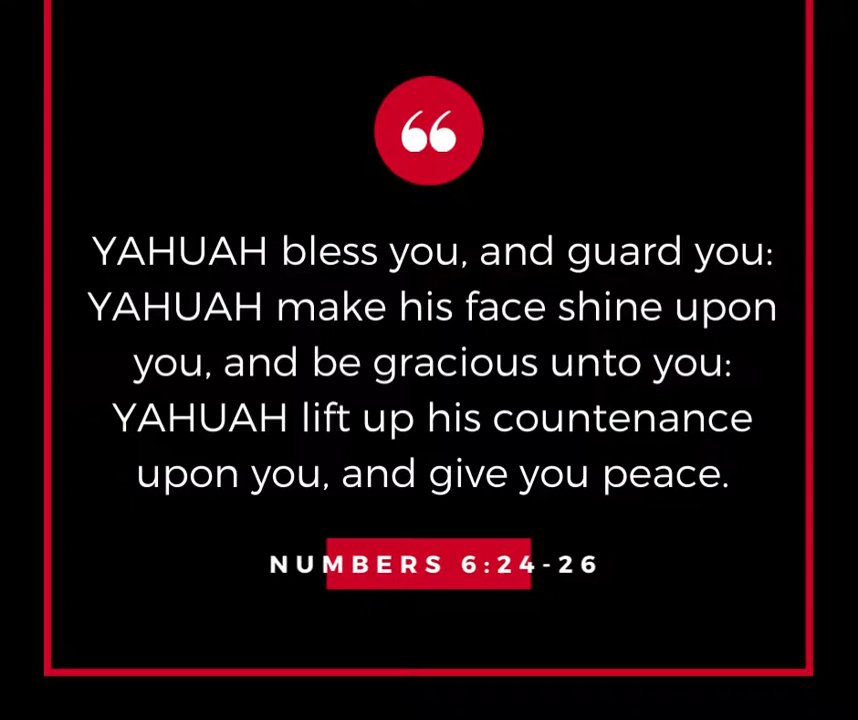 “
YAHUAH bless you, and guard you:
YAHUAH make his face shine upon
you, and be gracious unto you:
YAHUAH lift up his countenance
upon you, and give you peace.
NUMBERS 6:24-26